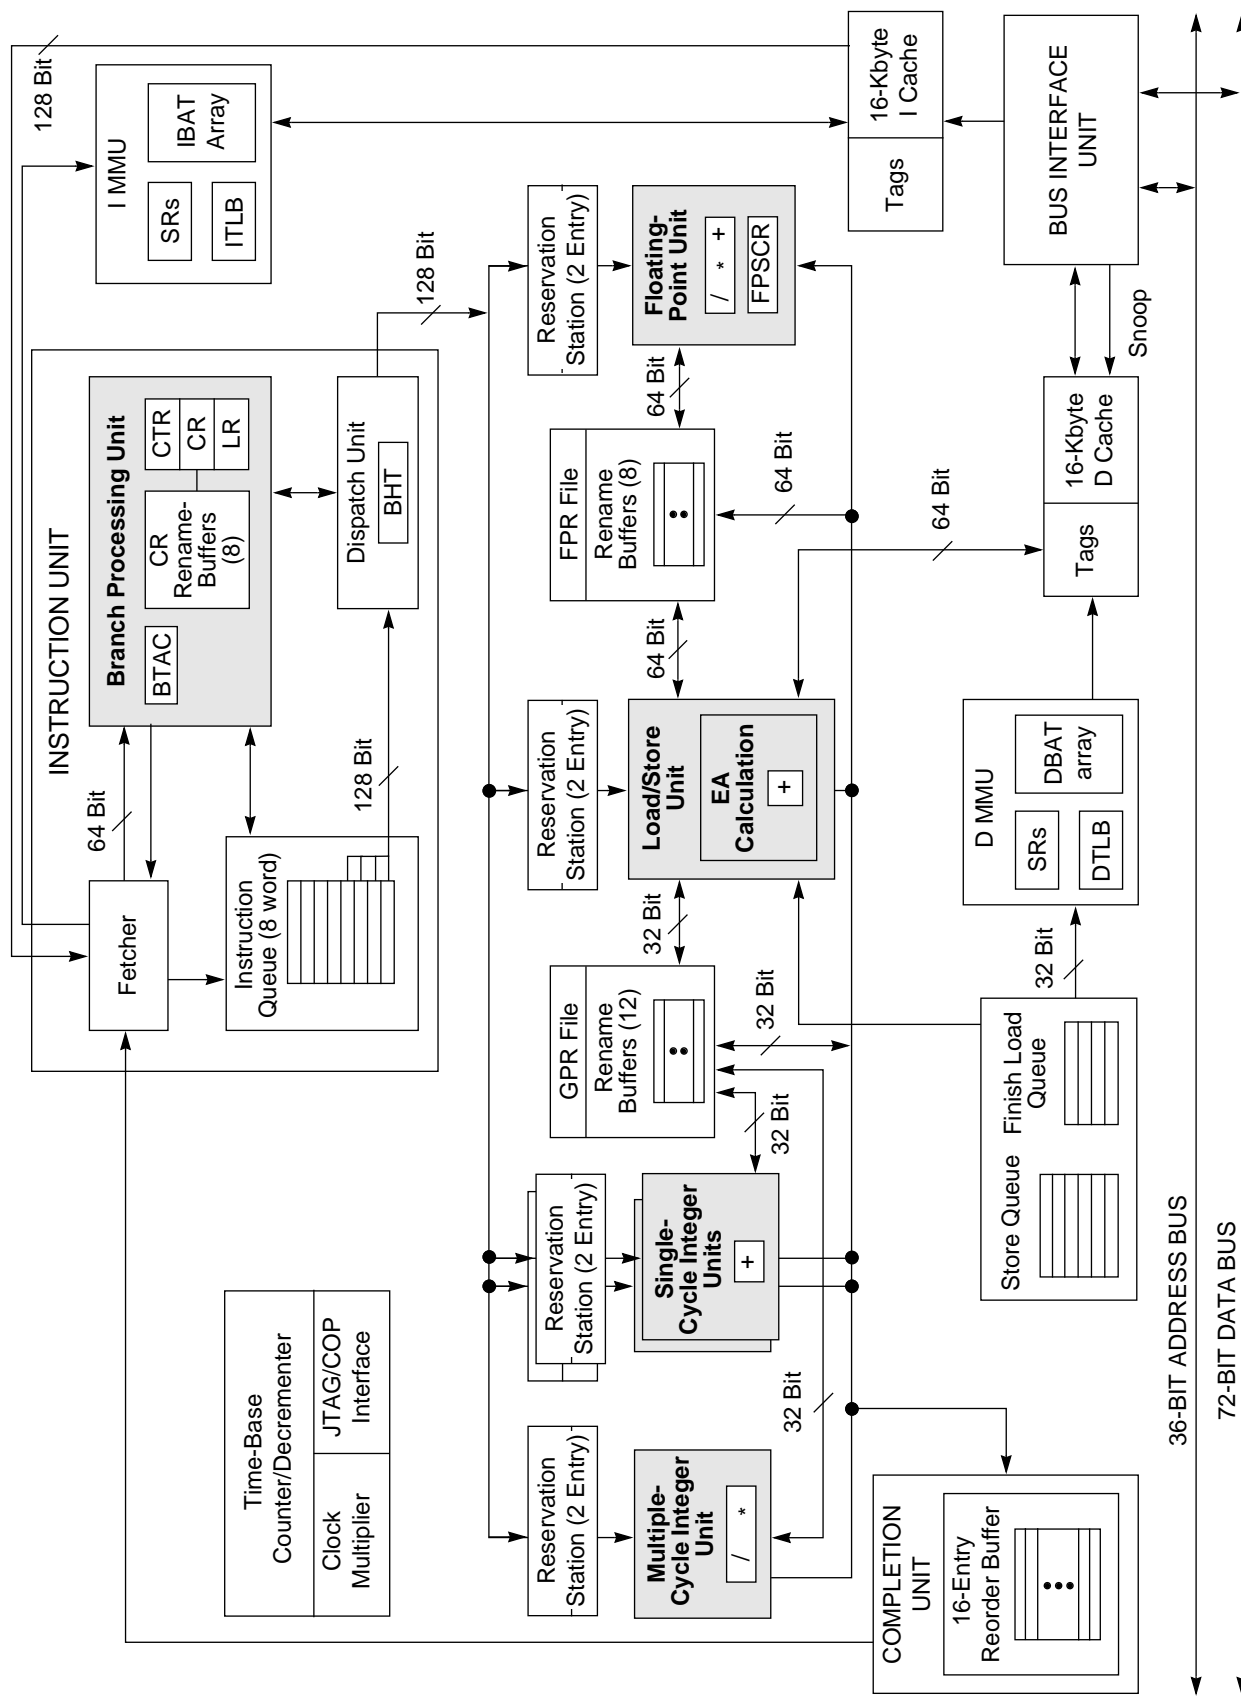 128 Bit
I MMU
SRs
ITLB
IBAT
Array
INSTRUCTION UNIT
Fetcher
64 Bit
Branch Processing Unit
BTAC
CR
Rename-
Buffers
(8)
CTR
CR
LR
Instruction
Queue (8 word)
128 Bit
Dispatch Unit
BHT
128 Bit
Time-Base
Counter/Decrementer
Clock
Multiplier
JTAG/COP
Interface
Reservation
Station (2 Entry)
Reservation
Station (2 Entry)
Reservation
Station (2 Entry)
Reservation
Station (2 Entry)
Multiple-
Cycle Integer
Unit
/ *
Single-
Cycle Integer
Units
+
GPR File
Rename
Buffers (12)
32 Bit
32 Bit
32 Bit
32 Bit
Load/Store
Unit
EA
Calculation
+
64 Bit
FPR File
Rename
Buffers (8)
64 Bit
64 Bit
Floating-
Point Unit
/ * +
FPSCR
64 Bit
COMPLETION
UNIT
16-Entry
Reorder Buffer
Store Queue
Finish Load
Queue
32 Bit
D MMU
SRs
DTLB
DBAT
array
Tags
16-Kbyte
D Cache
Snoop
Tags
16-Kbyte
I Cache
BUS INTERFACE
UNIT
36-BIT ADDRESS BUS
72-BIT DATA BUS